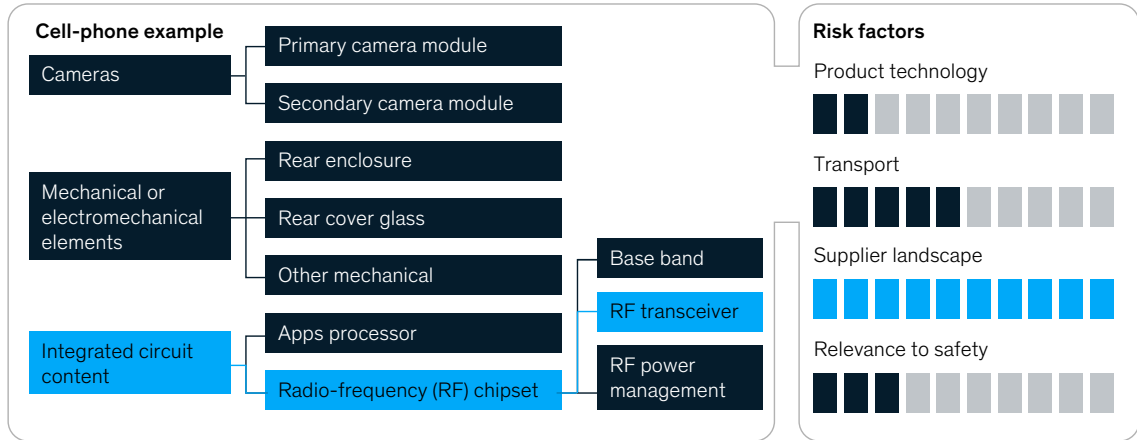 Cell-phone example
Cameras
Primary camera module
Secondary camera module
Mechanical or
electromechanical
elements
Rear enclosure
Rear cover glass
Other mechanical
Integrated circuit
content
Apps processor
Radio-frequency (RF) chipset
Base band
RF transceiver
RF power
management
Risk factors
Product technology
Transport
Supplier landscape
Relevance to safety